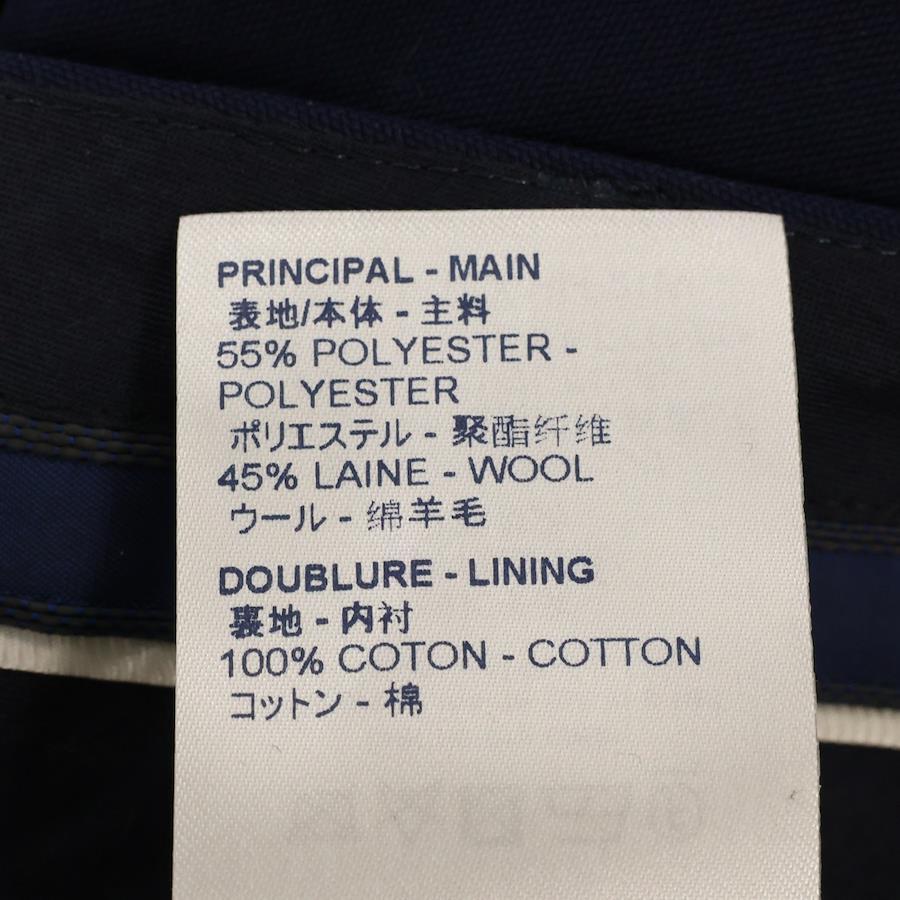 PRINCIPAL - MAIN
表地/本体 - 主料
55% POLYESTER -
POLYESTER
ポリエステル - 聚酯纤维
45% LAINE - WOOL
ウール - 绵羊毛
DOUBLURE - LINING
裏地 - 内衬
100% COTON - COTTON
コットン - 棉